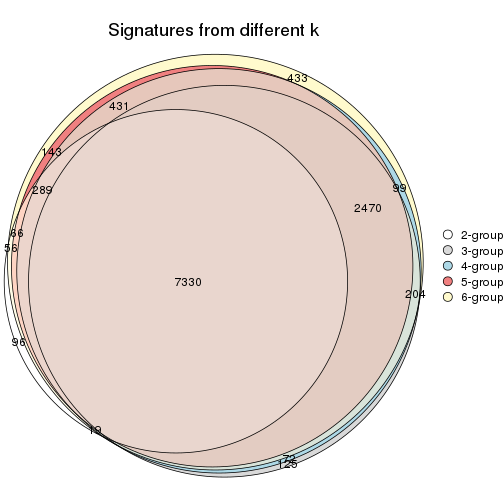 Signatures from different k
433
431
143
99
289
2470
66
56
7330
204
96
19
72
125
2-group
3-group
4-group
5-group
6-group